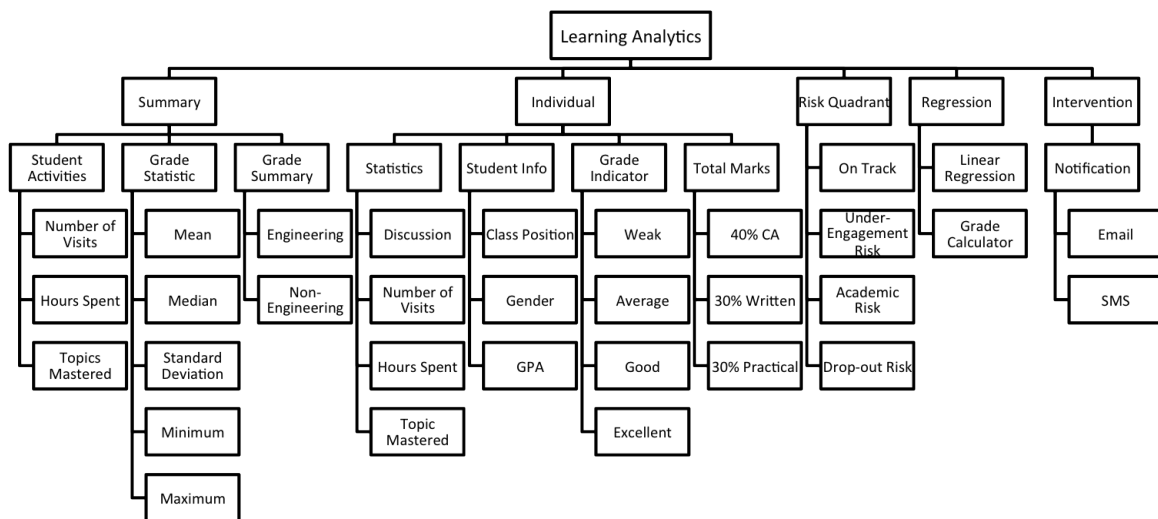 Learning Analytics
Summary
Individual
Risk Quadrant
Regression
Intervention
Student
Activities
Grade
Statistic
Grade
Summary
Statistics
Student Info
Grade
Indicator
Total Marks
On Track
Linear
Regression
Notification
Number of
Visits
Mean
Engineering
Discussion
Class Position
Weak
40% CA
Under-
Engagement
Risk
Grade
Calculator
Email
Hours Spent
Median
Non-
Engineering
Number of
Visits
Gender
Average
30% Written
Academic
Risk
SMS
Topics
Mastered
Standard
Deviation
Hours Spent
GPA
Good
30% Practical
Drop-out Risk
Minimum
Topic
Mastered
Excellent
Maximum